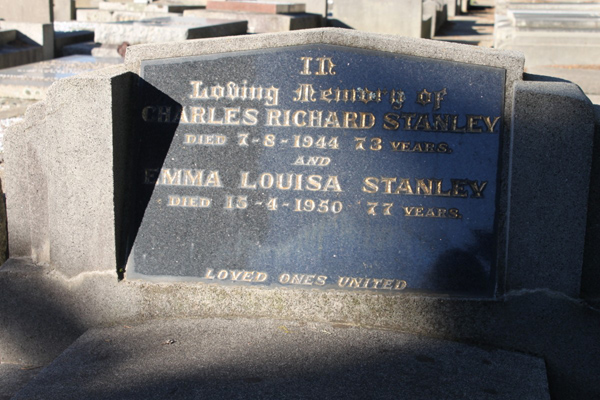 In
Loving Memory of
CHARLES RICHARD STANLEY
DIED 7-8-1944 73 YEARS.
AND
EMMA LOUISA STANLEY
DIED 15-4-1950 77 YEARS.
LOVED ONES UNITED